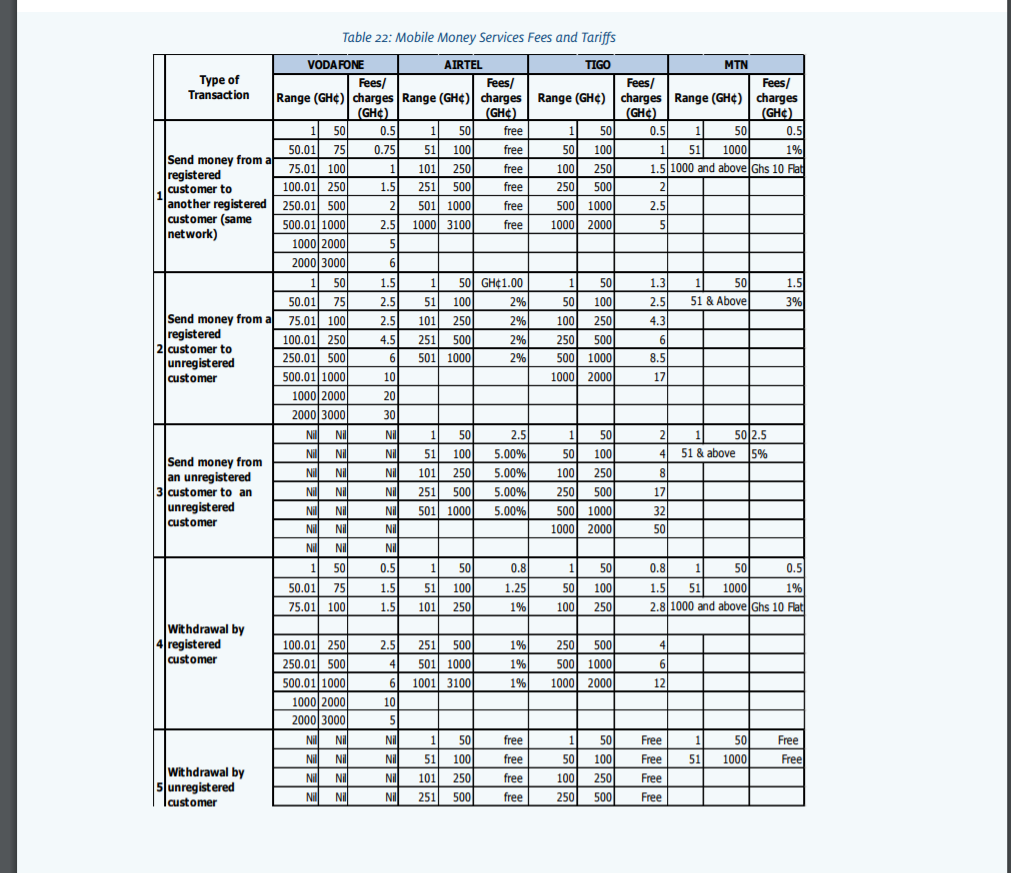 Table 22: Mobile Money Services Fees and Tariffs
Type of Transaction VODAFONE AIRTEL TIGO MTN
Range (GH¢) Fees/ charges (GH¢) Range (GH¢) Fees/ charges (GH¢) Range (GH¢) Fees/ charges (GH¢) Range (GH¢) Fees/ charges (GH¢)
1 Send money from a registered customer to another registered customer (same network)
1 50 0.5 1 50 free 1 50 0.5 1 50 0.5
50.01 75 0.75 51 100 free 50 100 1 51 1000 1%
75.01 100 1 101 250 free 100 250 1.5 1000 and above Ghs 10 Flat
100.01 250 1.5 251 500 free 250 500 2
250.01 500 2 501 1000 free 500 1000 2.5
500.01 1000 2.5 1000 3100 free 1000 2000 5
1000 2000 5
2000 3000 6
2 Send money from a registered customer to unregistered customer
1 50 1.5 1 50 GH¢1.00 1 50 1.3 1 50 1.5
50.01 75 2.5 51 100 2% 50 100 2.5 51 & Above 3%
75.01 100 2.5 101 250 2% 100 250 4.3
100.01 250 4.5 251 500 2% 250 500 6
250.01 500 6 501 1000 2% 500 1000 8.5
500.01 1000 10 1000 2000 17
1000 2000 20
2000 3000 30
3 Send money from an unregistered customer to an unregistered customer
Nil Nil Nil 1 50 2.5 1 50 2 1 50 2.5
Nil Nil Nil 51 100 5.00% 50 100 4 51 & above 5%
Nil Nil Nil 101 250 5.00% 100 250 8
Nil Nil Nil 251 500 5.00% 250 500 17
Nil Nil Nil 501 1000 5.00% 500 1000 32
Nil Nil Nil 1000 2000 50
Nil Nil Nil
4 Withdrawal by registered customer
1 50 0.5 1 50 0.8 1 50 0.8 1 50 0.5
50.01 75 1.5 51 100 1.25 50 100 1.5 51 1000 1%
75.01 100 1.5 101 250 1% 100 250 2.8 1000 and above Ghs 10 Flat
100.01 250 2.5 251 500 1% 250 500 4
250.01 500 4 501 1000 1% 500 1000 6
500.01 1000 6 1001 3100 1% 1000 2000 12
1000 2000 10
2000 3000 5
5 Withdrawal by unregistered customer
Nil Nil Nil 1 50 free 1 50 Free 1 50 Free
Nil Nil Nil 51 100 free 50 100 Free 51 1000 Free
Nil Nil Nil 101 250 free 100 250 Free
Nil Nil Nil 251 500 free 250 500 Free